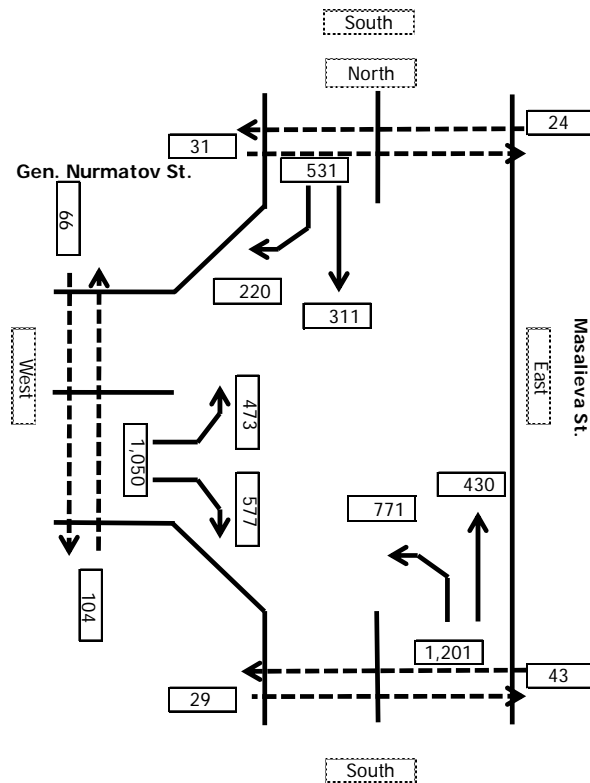 South
North
24
31
531
Gen. Nurmatov St.
66
220
311
West
East
Masalieva St.
473
1,050
577
430
771
104
1,201
43
29
South